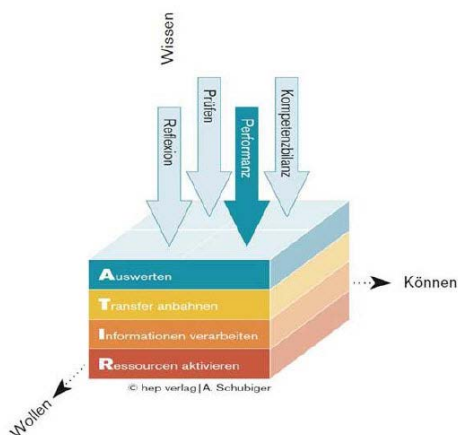 Wissen
Reflexion
Prüfen
Performanz
Kompetenzbilanz
Auswerten
Transfer anbahnen
Informationen verarbeiten
Ressourcen aktivieren
Können
Wollen
© hep verlag | A. Schubiger